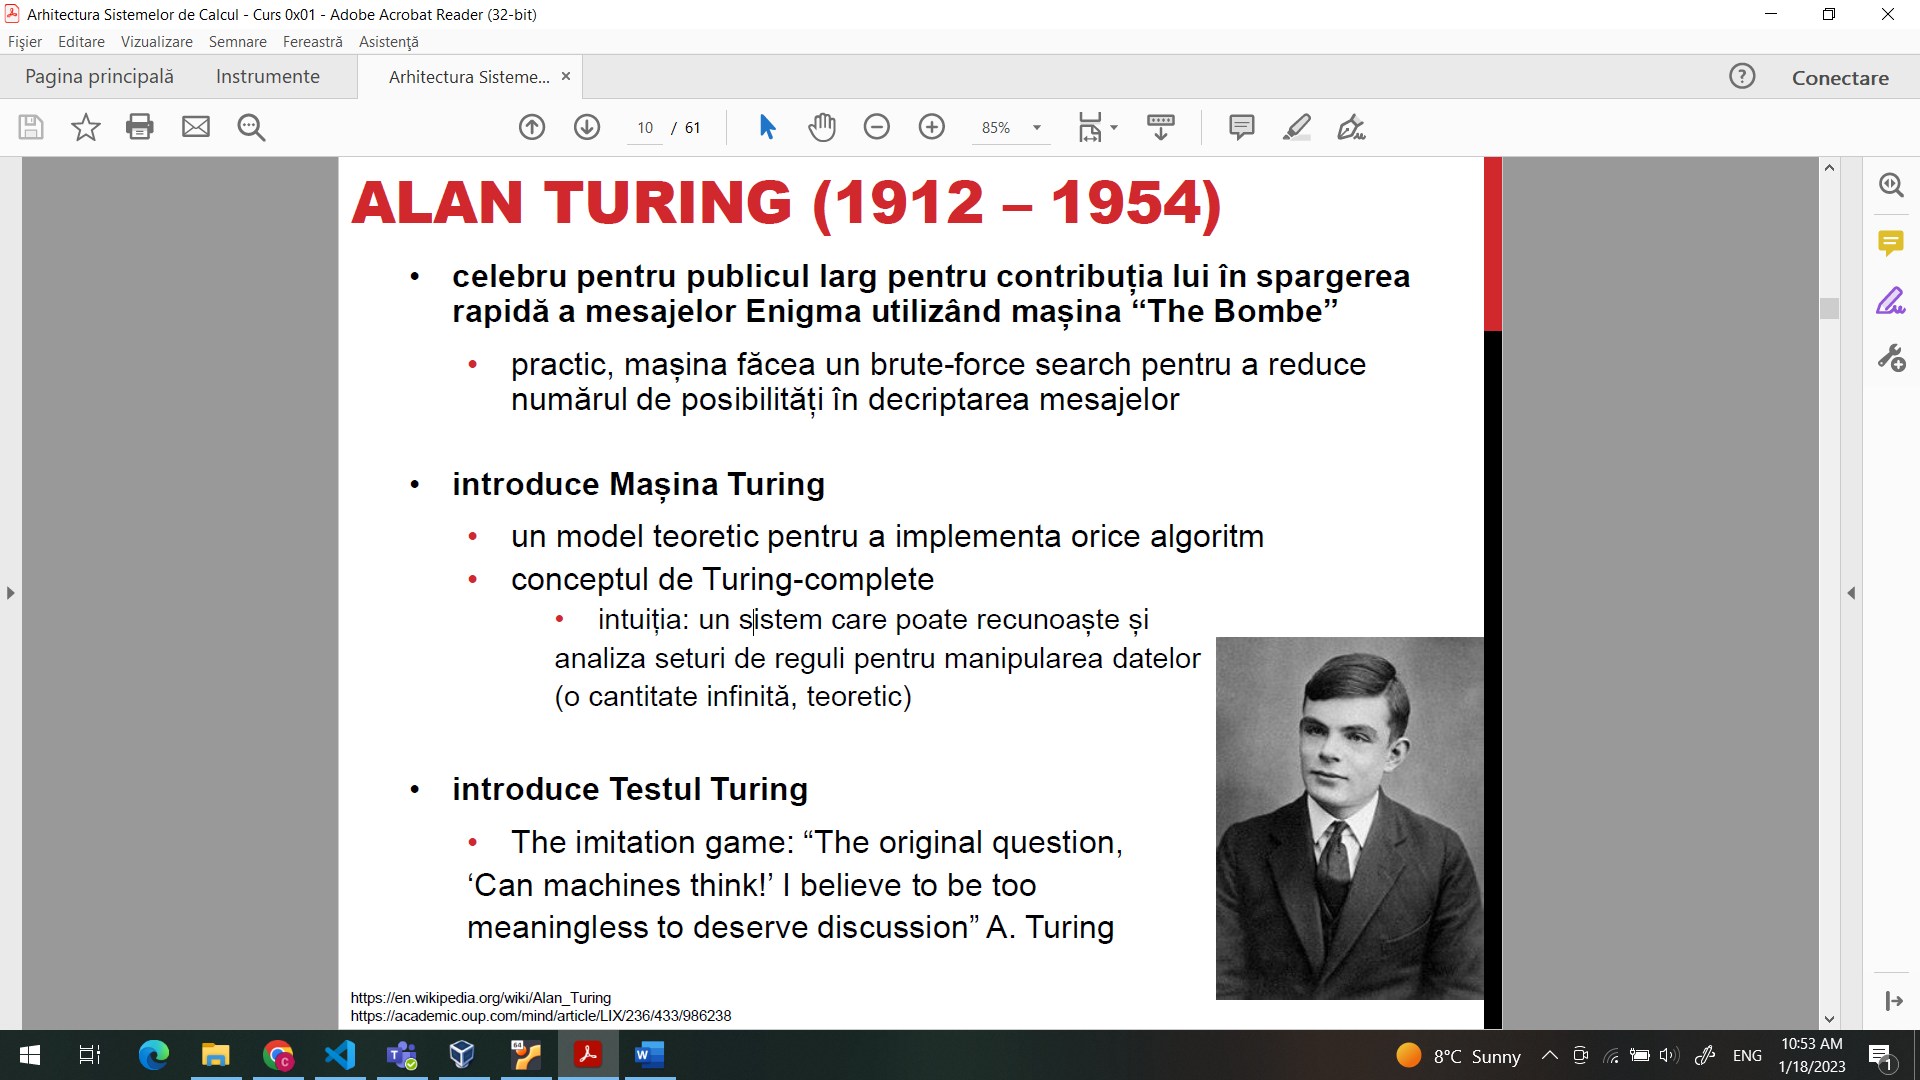 Arhitectura Sistemelor de Calcul - Curs 0x01 - Adobe Acrobat Reader (32-bit)
Fișier Editare Vizualizare Semnare Fereastră Asistență
Pagina principală Instrumente Arhitectura Sisteme... × ? Conectare
10 / 61 85%
ALAN TURING (1912 – 1954)
• celebru pentru publicul larg pentru contribuția lui în spargerea
rapidă a mesajelor Enigma utilizând mașina “The Bombe”
• practic, mașina făcea un brute-force search pentru a reduce
numărul de posibilități în decriptarea mesajelor
• introduce Mașina Turing
• un model teoretic pentru a implementa orice algoritm
• conceptul de Turing-complete
• intuiția: un sistem care poate recunoaște și
analiza seturi de reguli pentru manipularea datelor
(o cantitate infinită, teoretic)
• introduce Testul Turing
• The imitation game: “The original question,
‘Can machines think!’ I believe to be too
meaningless to deserve discussion” A. Turing
https://en.wikipedia.org/wiki/Alan_Turing
https://academic.oup.com/mind/article/LIX/236/433/986238
C 64 W 8°C Sunny ENG 10:53 AM
1/18/2023 1